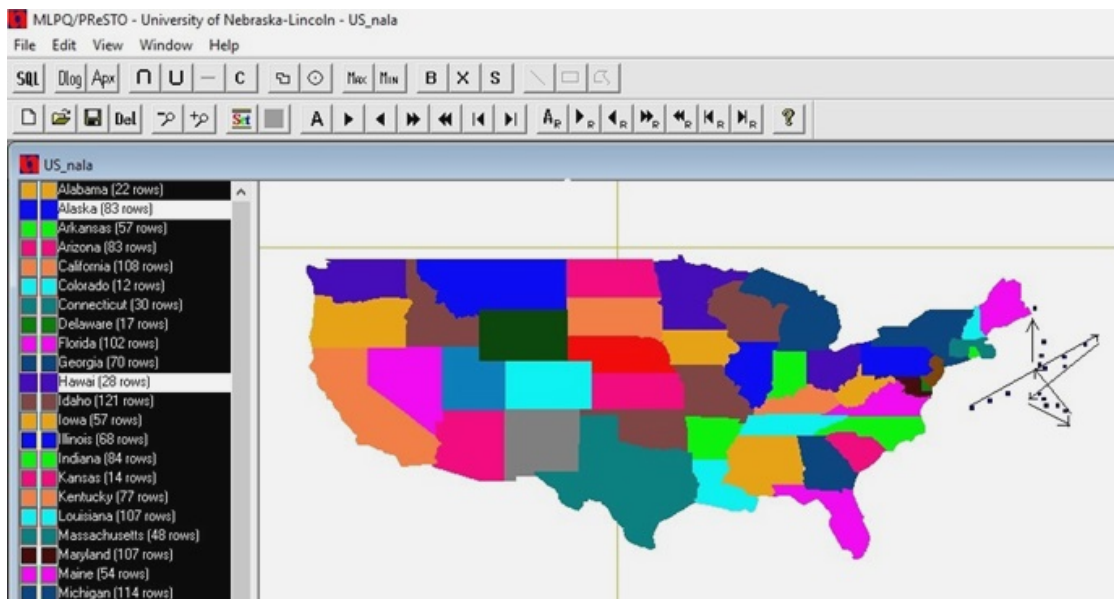 MLPQ/PReSTO - University of Nebraska-Lincoln - US_nala
File Edit View Window Help
SQL Dlog Apx C Max Min B X S
Del Set A A R R R R R R R ?
US_nala
Alabama (22 rows)
Alaska (83 rows)
Arkansas (57 rows)
Arizona (83 rows)
California (108 rows)
Colorado (12 rows)
Connecticut (30 rows)
Delaware (17 rows)
Florida (102 rows)
Georgia (70 rows)
Hawai (28 rows)
Idaho (121 rows)
Iowa (57 rows)
Illinois (68 rows)
Indiana (84 rows)
Kansas (14 rows)
Kentucky (77 rows)
Louisiana (107 rows)
Massachusetts (48 rows)
Maryland (107 rows)
Maine (54 rows)
Michigan (114 rows)